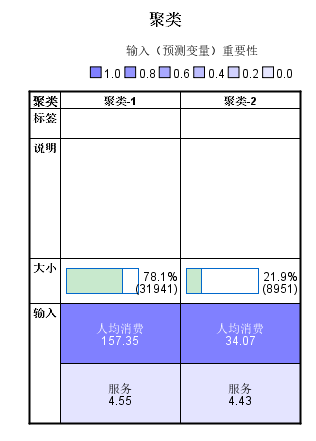 聚类
输入（预测变量）重要性
1.0 0.8 0.6 0.4 0.2 0.0
聚类 聚类-1 聚类-2
标签
说明
大小 78.1% (31941) 21.9% (8951)
输入 人均消费 157.35 人均消费 34.07
服务 4.55 服务 4.43